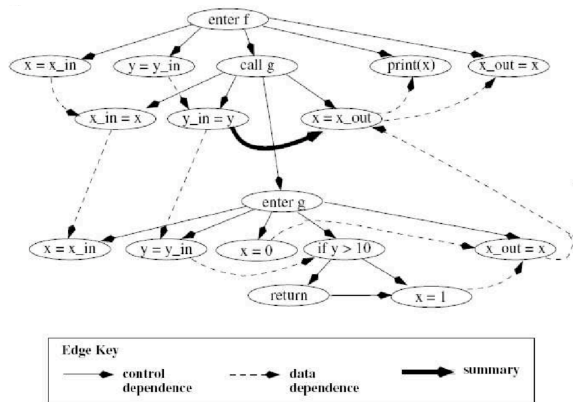 enter f
x = x_in
y = y_in
call g
print(x)
x_out = x
x_in = x
y_in = y
x = x_out
enter g
x = x_in
y = y_in
x = 0
if y > 10
x_out = x
return
x = 1
Edge Key
control dependence
data dependence
summary